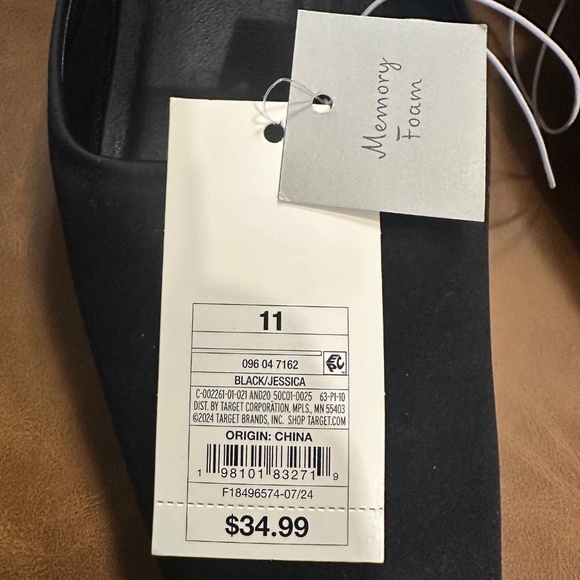 Memory
Foam
11
096 04 7162
BLACK/JESSICA
C-002261-01-021 AND20 50C01-0025 63-P1-10
DIST. BY TARGET CORPORATION, MPLS., MN 55403
©2024 TARGET BRANDS, INC. SHOP TARGET.COM
ORIGIN: CHINA
1 98101 83271 9
F18496574-07/24
$34.99